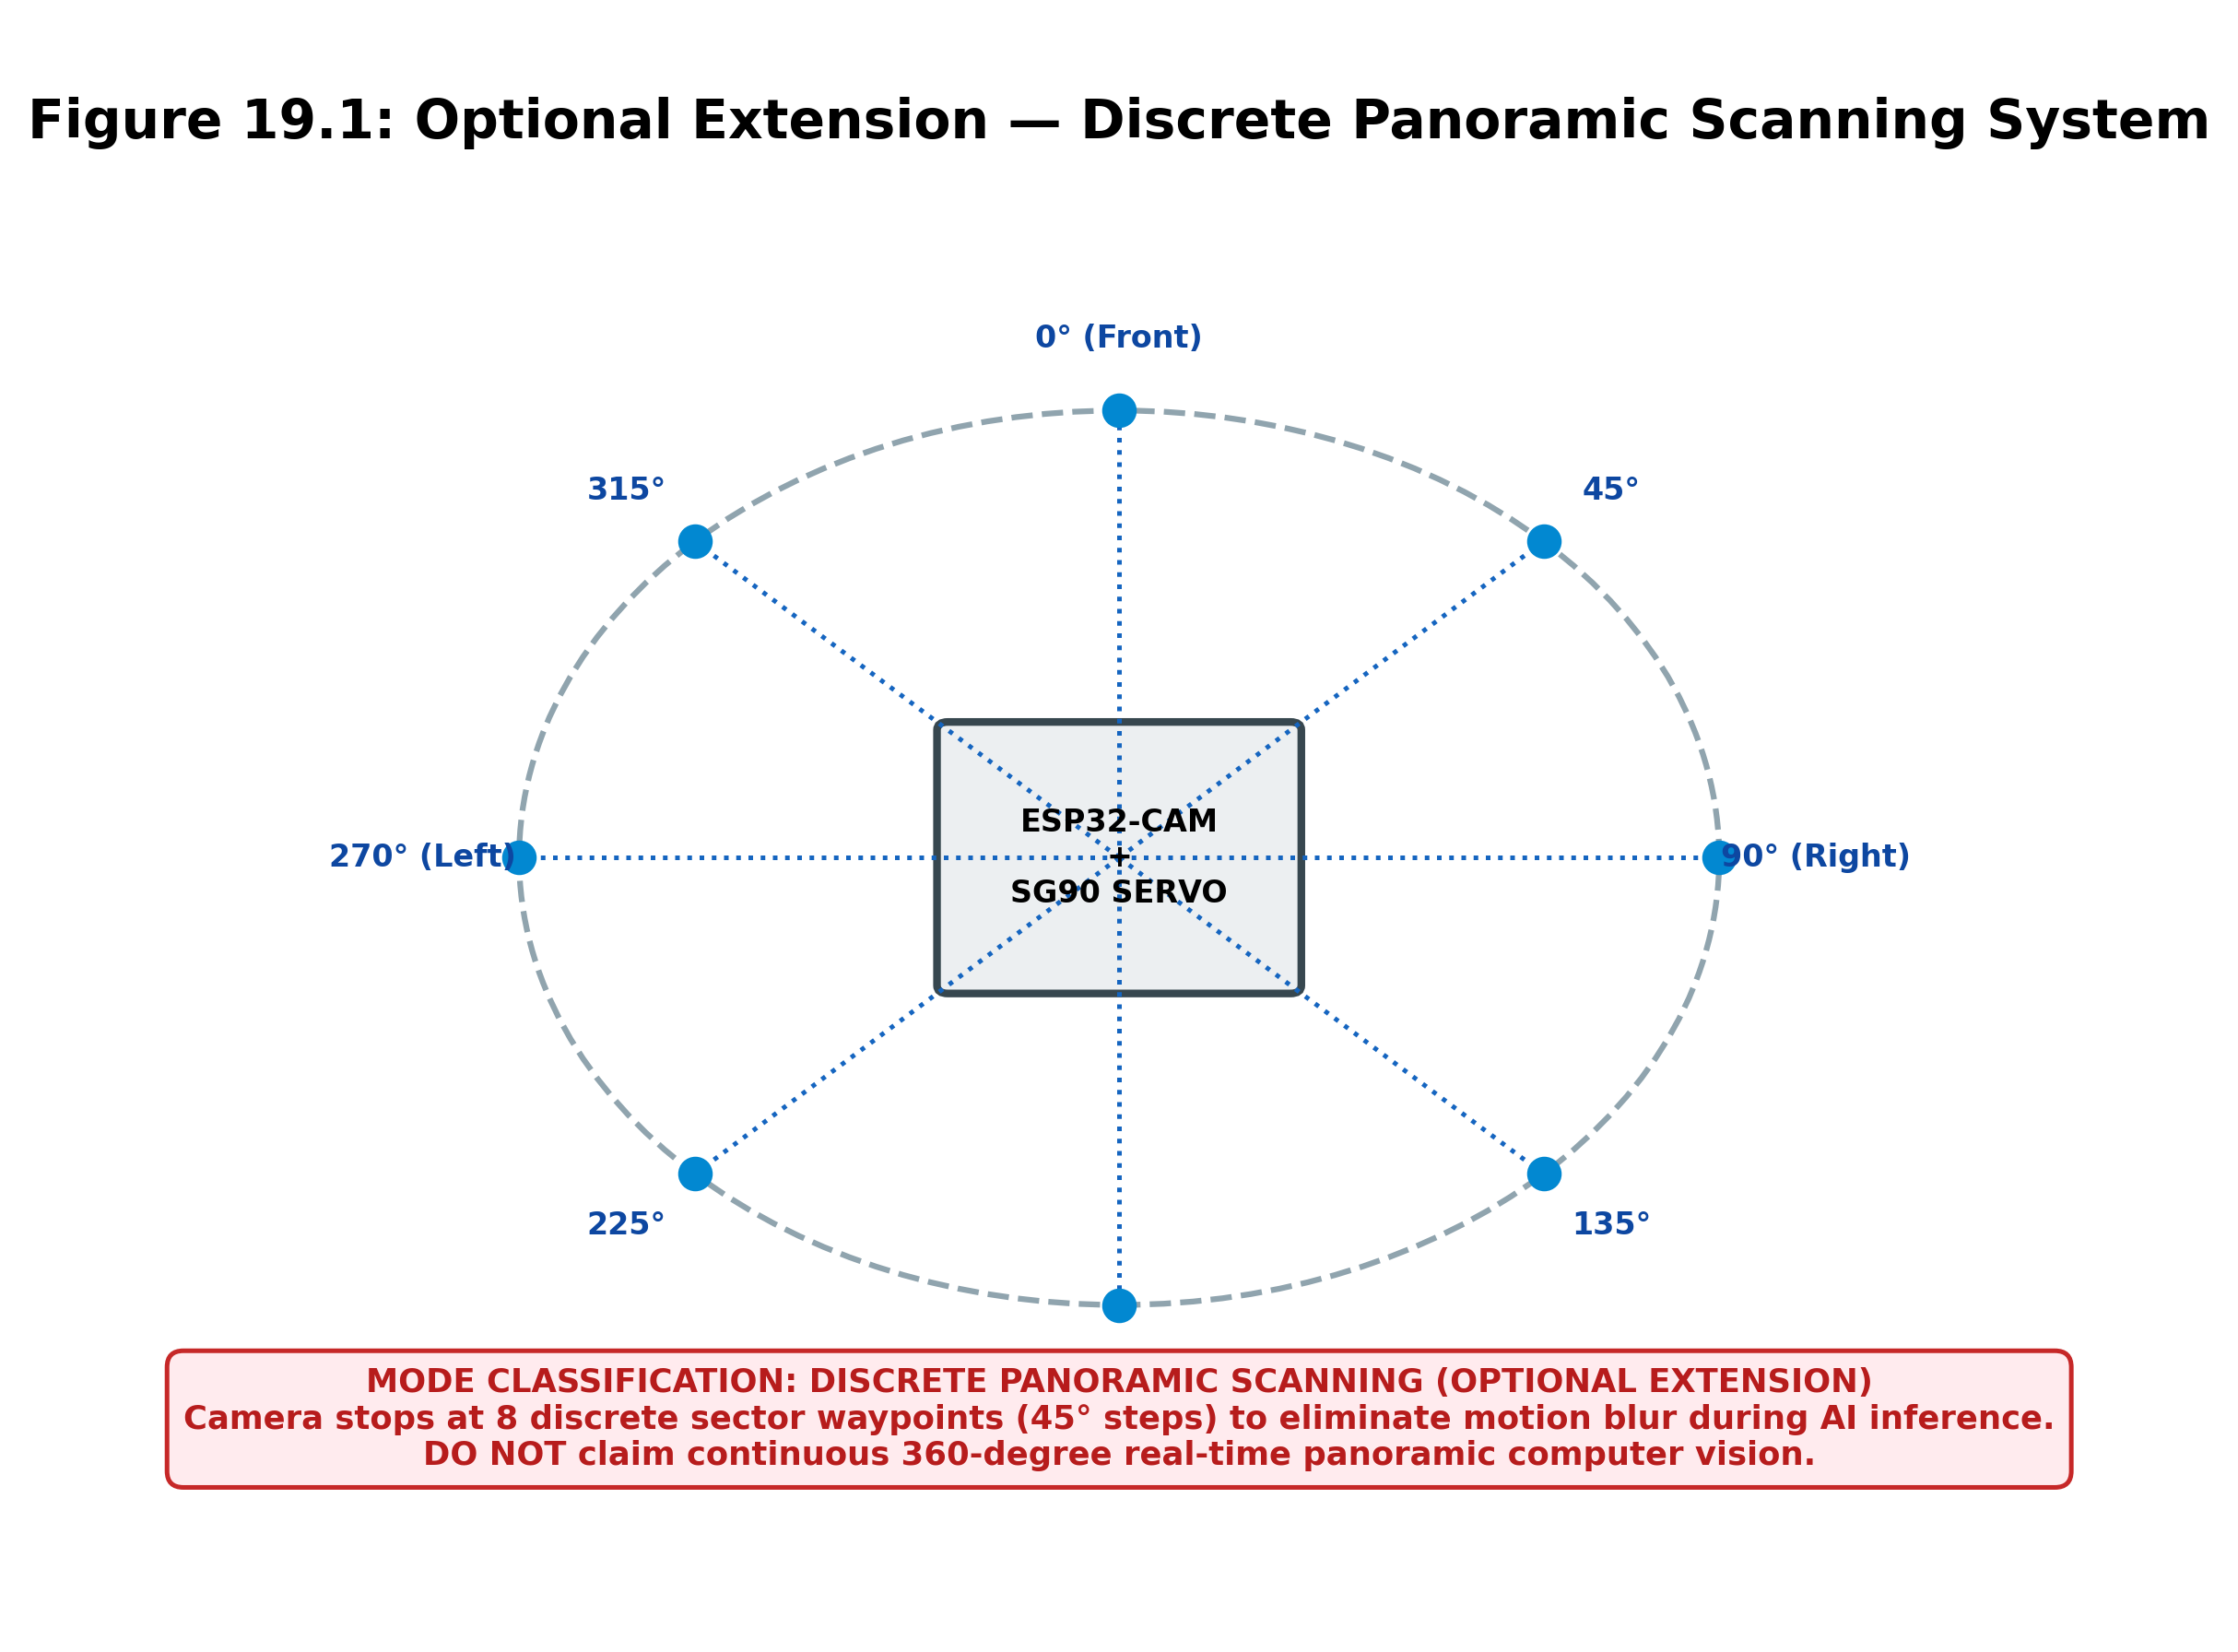 Figure 19.1: Optional Extension — Discrete Panoramic Scanning System
0° (Front)
315°
45°
ESP32-CAM
270° (Left)
+
90° (Right)
SG90 SERVO
225°
135°
MODE CLASSIFICATION: DISCRETE PANORAMIC SCANNING (OPTIONAL EXTENSION)
Camera stops at 8 discrete sector waypoints (45° steps) to eliminate motion blur during AI inference.
DO NOT claim continuous 360-degree real-time panoramic computer vision.